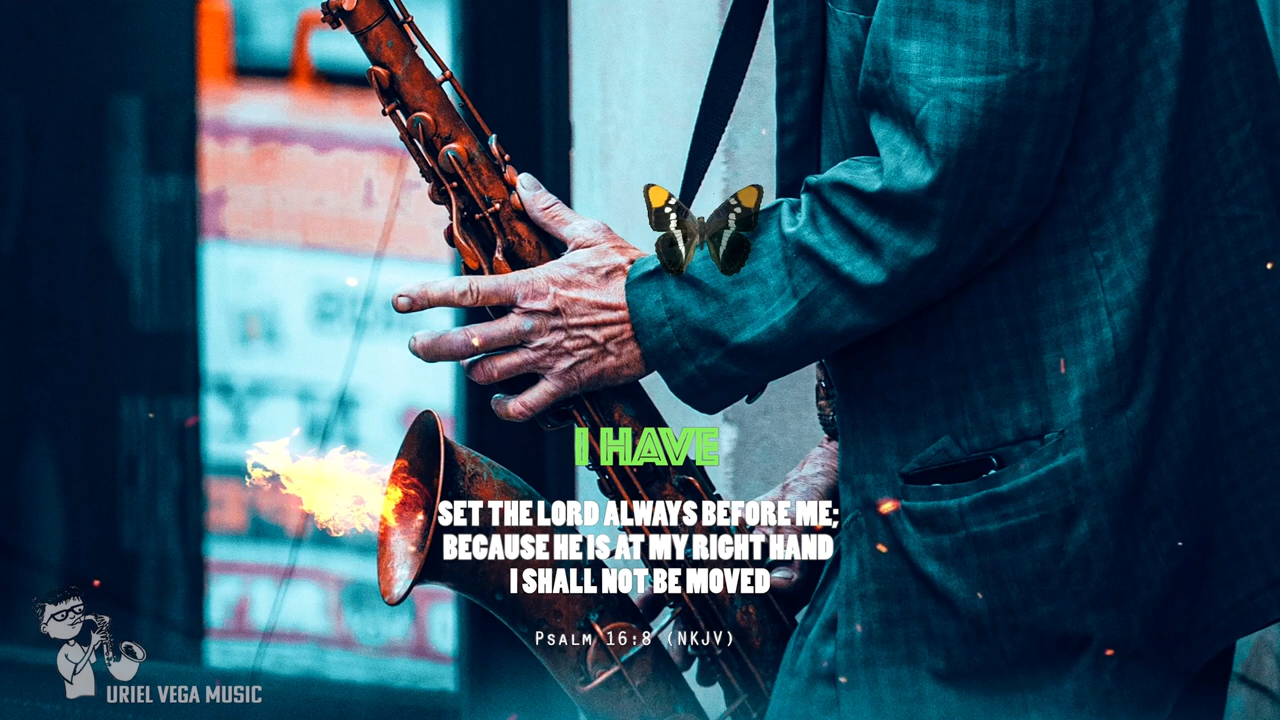 I HAVE
SET THE LORD ALWAYS BEFORE ME;
BECAUSE HE IS AT MY RIGHT HAND
I SHALL NOT BE MOVED
Psalm 16:8 (NKJV)
URIEL VEGA MUSIC